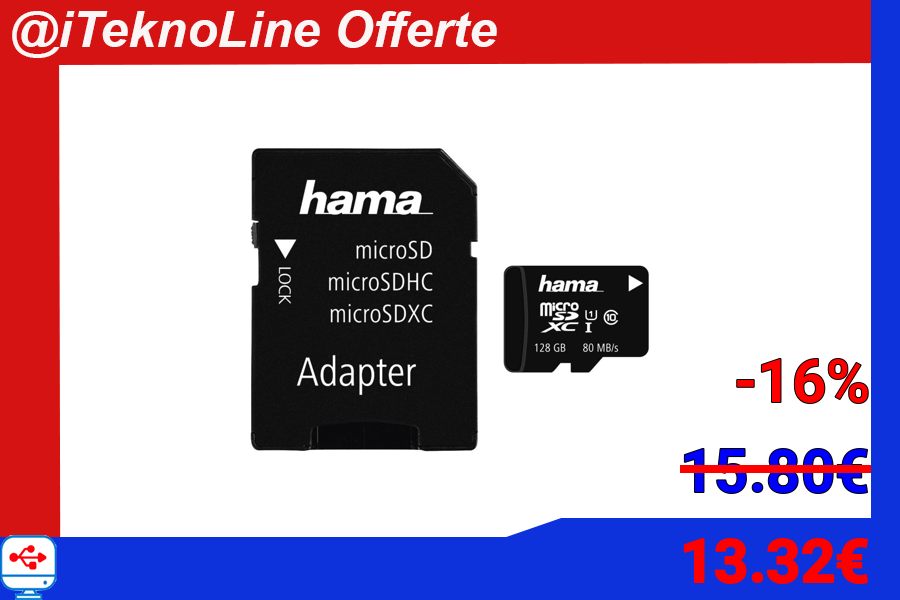 @iTeknoLine Offerte
hama
microSD
LOCK
microSDHC
microSDXC
Adapter
hama
micro
SD
XC I U1 10
128 GB 80 MB/s
-16%
15.80€
13.32€